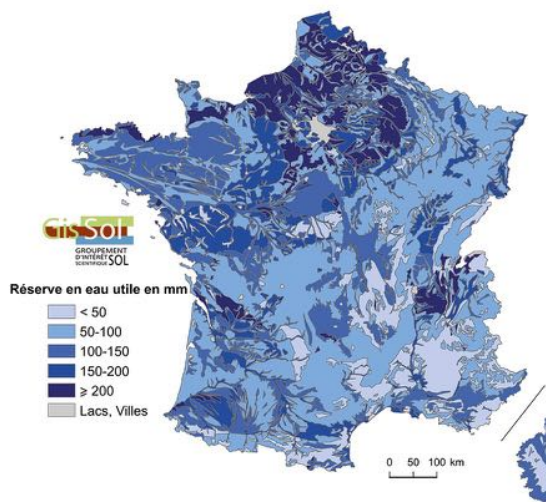 GisSol
GROUPEMENT
D'INTÉRÊT
SCIENTIFIQUE SOL
Réserve en eau utile en mm
< 50
50-100
100-150
150-200
⩾ 200
Lacs, Villes
0 50 100 km